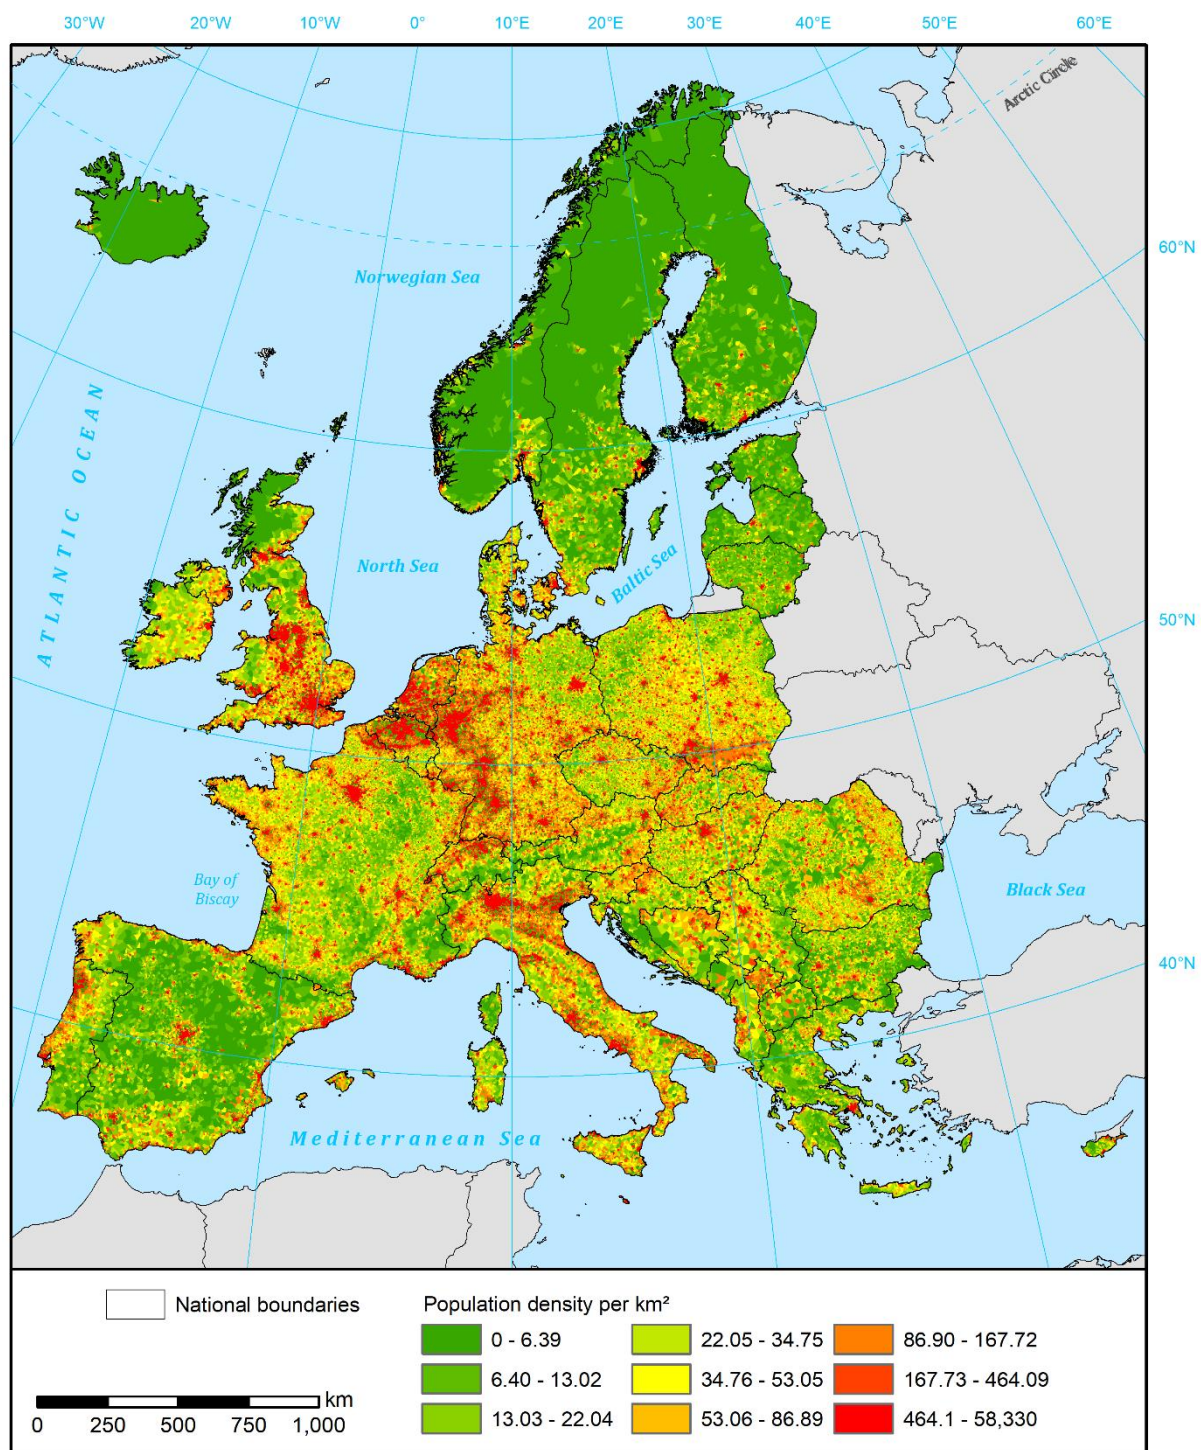 30°W 20°W 10°W 0° 10°E 20°E 30°E 40°E 50°E 60°E
Arctic Circle
60°N
Norwegian Sea
ATLANTIC OCEAN
North Sea
Baltic Sea
50°N
Bay of
Biscay
Black Sea
40°N
Mediterranean Sea
National boundaries
Population density per km²
0 - 6.39
6.40 - 13.02
13.03 - 22.04
22.05 - 34.75
34.76 - 53.05
53.06 - 86.89
86.90 - 167.72
167.73 - 464.09
464.1 - 58,330
km
0 250 500 750 1,000